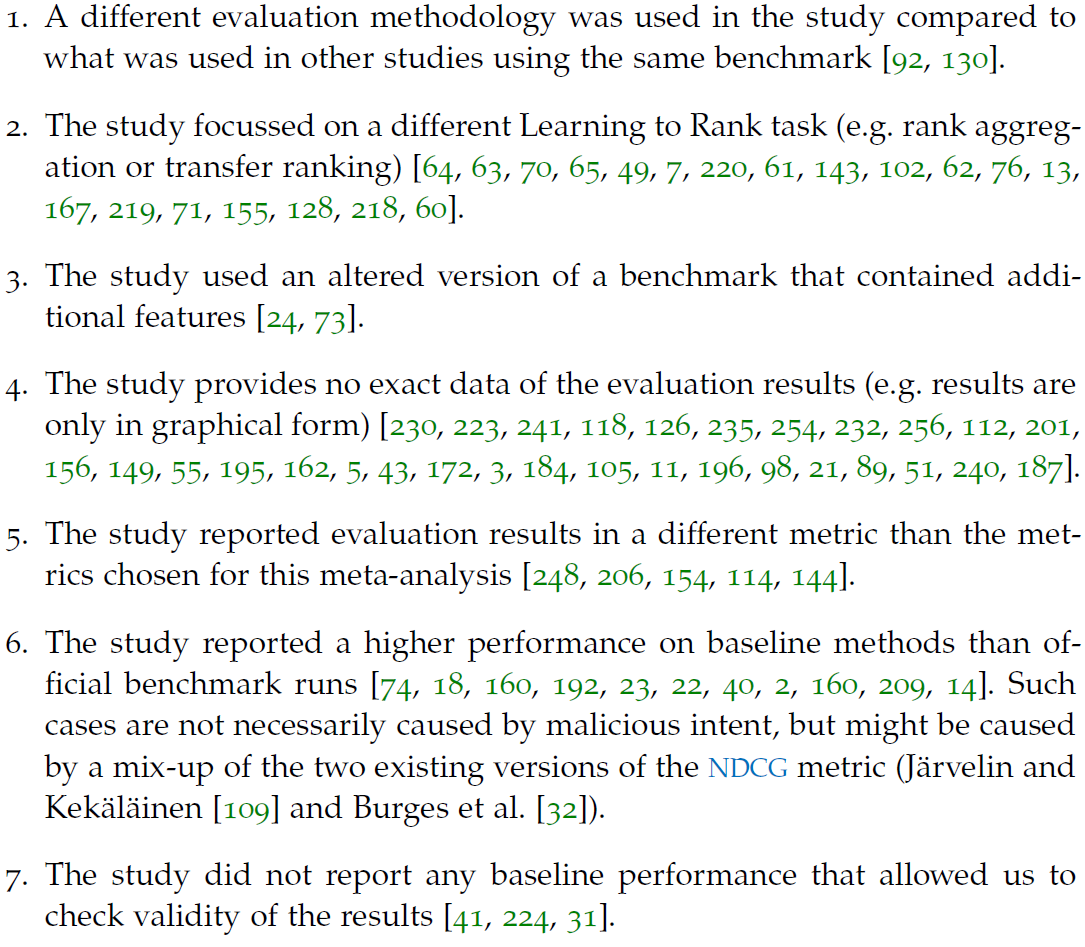 1. A different evaluation methodology was used in the study compared to
what was used in other studies using the same benchmark [92, 130].
2. The study focussed on a different Learning to Rank task (e.g. rank aggreg-
ation or transfer ranking) [64, 63, 70, 65, 49, 7, 220, 61, 143, 102, 62, 76, 13,
167, 219, 71, 155, 128, 218, 60].
3. The study used an altered version of a benchmark that contained addi-
tional features [24, 73].
4. The study provides no exact data of the evaluation results (e.g. results are
only in graphical form) [230, 223, 241, 118, 126, 235, 254, 232, 256, 112, 201,
156, 149, 55, 195, 162, 5, 43, 172, 3, 184, 105, 11, 196, 98, 21, 89, 51, 240, 187].
5. The study reported evaluation results in a different metric than the met-
rics chosen for this meta-analysis [248, 206, 154, 114, 144].
6. The study reported a higher performance on baseline methods than of-
ficial benchmark runs [74, 18, 160, 192, 23, 22, 40, 2, 160, 209, 14]. Such
cases are not necessarily caused by malicious intent, but might be caused
by a mix-up of the two existing versions of the NDCG metric (Järvelin and
Kekäläinen [109] and Burges et al. [32]).
7. The study did not report any baseline performance that allowed us to
check validity of the results [41, 224, 31].